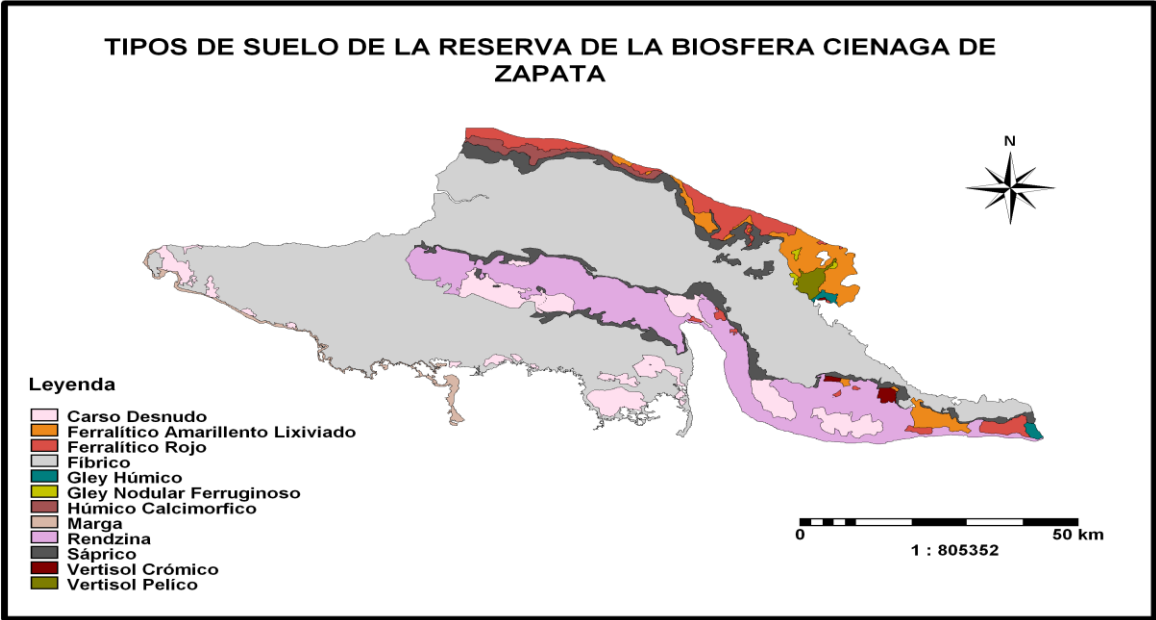 TIPOS DE SUELO DE LA RESERVA DE LA BIOSFERA CIENAGA DE
ZAPATA
N
Leyenda
Carso Desnudo
Ferralítico Amarillento Lixiviado
Ferralítico Rojo
Fíbrico
Gley Húmico
Gley Nodular Ferruginoso
Húmico Calcimorfico
Marga
Rendzina
Sáprico
Vertisol Crómico
Vertisol Pelíco
0 50 km
1 : 805352